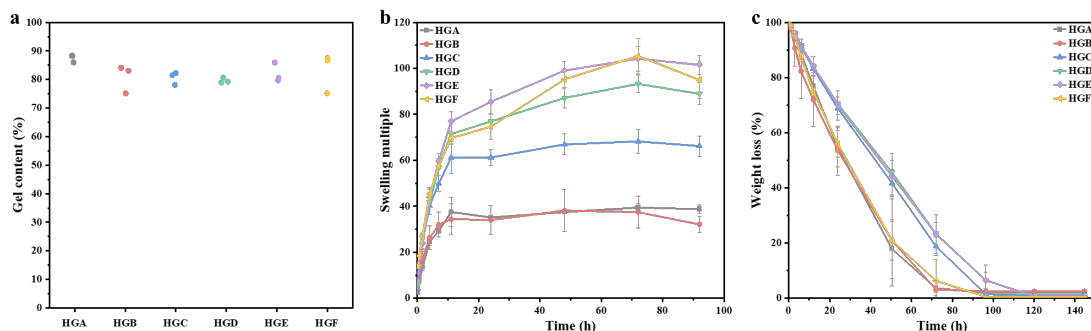 a
Gel content (%)
100
90
80
70
60
50
40
30
20
10
0
HGA HGB HGC HGD HGE HGF
b
Swelling multiple
120
100
80
60
40
20
0
HGA
HGB
HGC
HGD
HGE
HGF
0 20 40 60 80 100
Time (h)
c
Weight loss (%)
100
80
60
40
20
0
HGA
HGB
HGC
HGD
HGE
HGF
0 20 40 60 80 100 120 140
Time (h)